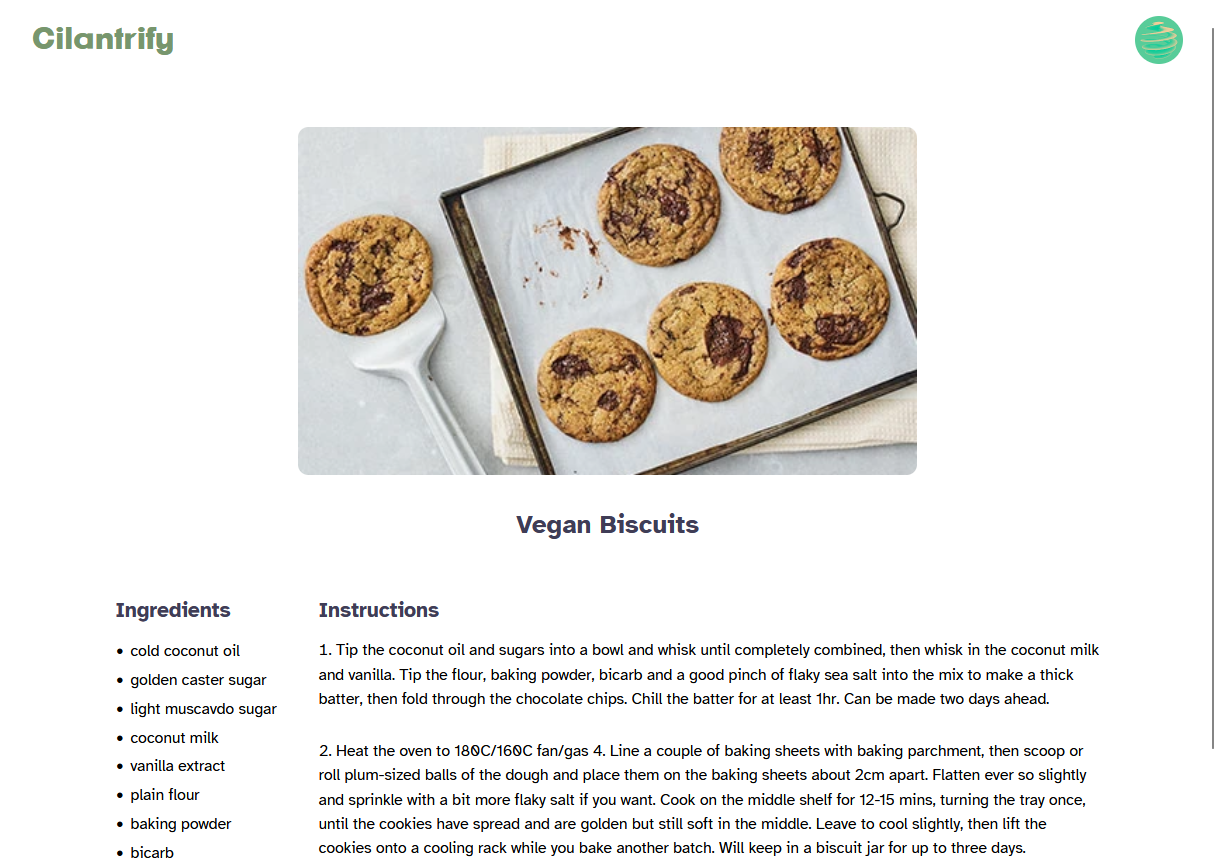 Cilantrify
Vegan Biscuits
Ingredients
• cold coconut oil
• golden caster sugar
• light muscavdo sugar
• coconut milk
• vanilla extract
• plain flour
• baking powder
• bicarb
Instructions
1. Tip the coconut oil and sugars into a bowl and whisk until completely combined, then whisk in the coconut milk
and vanilla. Tip the flour, baking powder, bicarb and a good pinch of flaky sea salt into the mix to make a thick
batter, then fold through the chocolate chips. Chill the batter for at least 1hr. Can be made two days ahead.
2. Heat the oven to 180C/160C fan/gas 4. Line a couple of baking sheets with baking parchment, then scoop or
roll plum-sized balls of the dough and place them on the baking sheets about 2cm apart. Flatten ever so slightly
and sprinkle with a bit more flaky salt if you want. Cook on the middle shelf for 12-15 mins, turning the tray once,
until the cookies have spread and are golden but still soft in the middle. Leave to cool slightly, then lift the
cookies onto a cooling rack while you bake another batch. Will keep in a biscuit jar for up to three days.